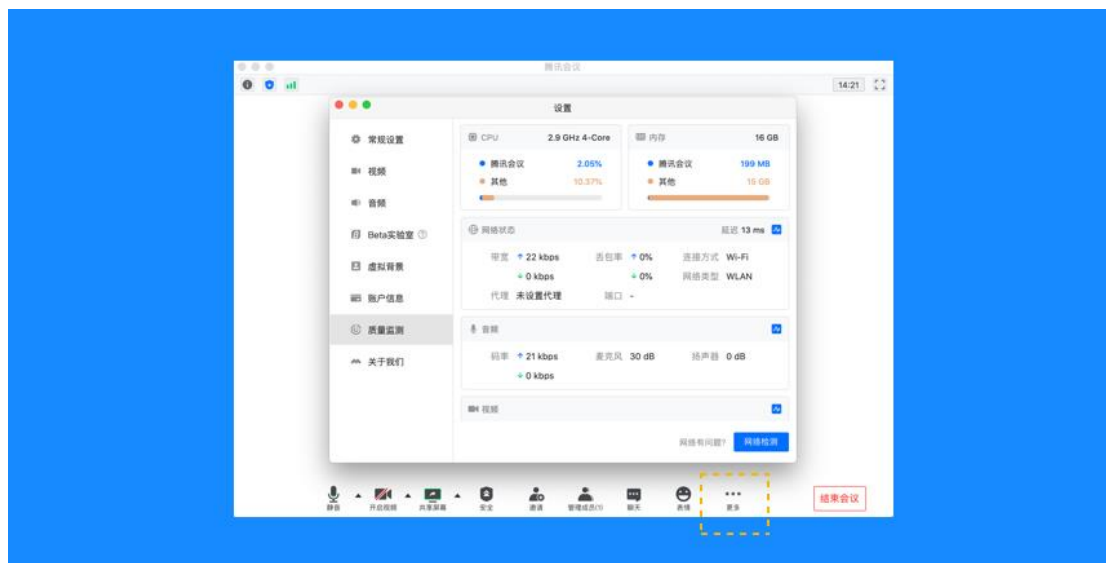 腾讯会议
14:21
设置
常规设置
视频
音频
Beta实验室
虚拟背景
账户信息
质量监测
关于我们
CPU 2.9 GHz 4-Core
腾讯会议 2.05%
其他 10.37%
内存 16 GB
腾讯会议 199 MB
其他 15 GB
网络状态 延迟 13 ms
带宽 ↑ 22 kbps 丢包率 ↑ 0% 连接方式 Wi-Fi
↓ 0 kbps ↓ 0% 网络类型 WLAN
代理 未设置代理 端口 -
音频
码率 ↑ 21 kbps 麦克风 30 dB 扬声器 0 dB
↓ 0 kbps
视频
网络有问题? 网络检测
静音 开启视频 共享屏幕 安全 邀请 管理成员(1) 聊天 表情 更多 结束会议